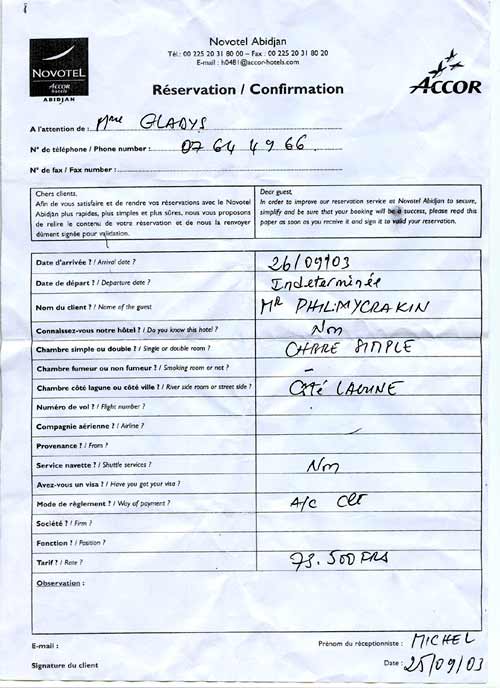 Novotel Abidjan
Tél.: 00 225 20 31 80 00 – Fax : 00 225 20 31 80 20
E-mail : h0481@accor-hotels.com
NOVOTEL
ACCOR
hotels
ABIDJAN
Réservation / Confirmation
ACCOR
A l'attention de : Mme GLADYS
N° de téléphone / Phone number : 07 64 49 66
N° de fax / Fax number :
Chers clients,
Afin de vous satisfaire et de rendre vos réservations avec le Novotel
Abidjan plus rapides, plus simples et plus sûres, nous vous proposons
de relire le contenu de votre réservation et de nous la renvoyer
dûment signée pour validation.
Dear guest,
In order to improve our reservation service at Novotel Abidjan to secure,
simplify and be sure that your booking will be a success, please read this
paper as soon as you receive it and sign it to valid your reservation.
Date d'arrivée ? / Arrival date ? 26/09/03
Date de départ ? / Departure date ? Indeterminée
Nom du client ? / Name of the guest MR PHIL.MYCRAKIN
Connaissez-vous notre hôtel ? / Do you know this hotel ? Non
Chambre simple ou double ? / Single or double room ? CHBRE SIMPLE
Chambre fumeur ou non fumeur ? / Smoking room or not ? –
Chambre côté lagune ou côté ville ? / River side room or street side ? Côté LAGUNE
Numéro de vol ? / Flight number ?
Compagnie aérienne ? / Airline ?
Provenance ? / From ?
Service navette ? / Shuttle services ? Non
Avez-vous un visa ? / Have you got your visa ?
Mode de règlement ? / Way of payment ? A/C Clt
Société ? / Firm ?
Fonction ? / Position ?
Tarif ? / Rate ? 73.500 FRS
Observation :
E-mail :
Prénom du réceptionniste : MICHEL
Signature du client
Date : 25/09/03